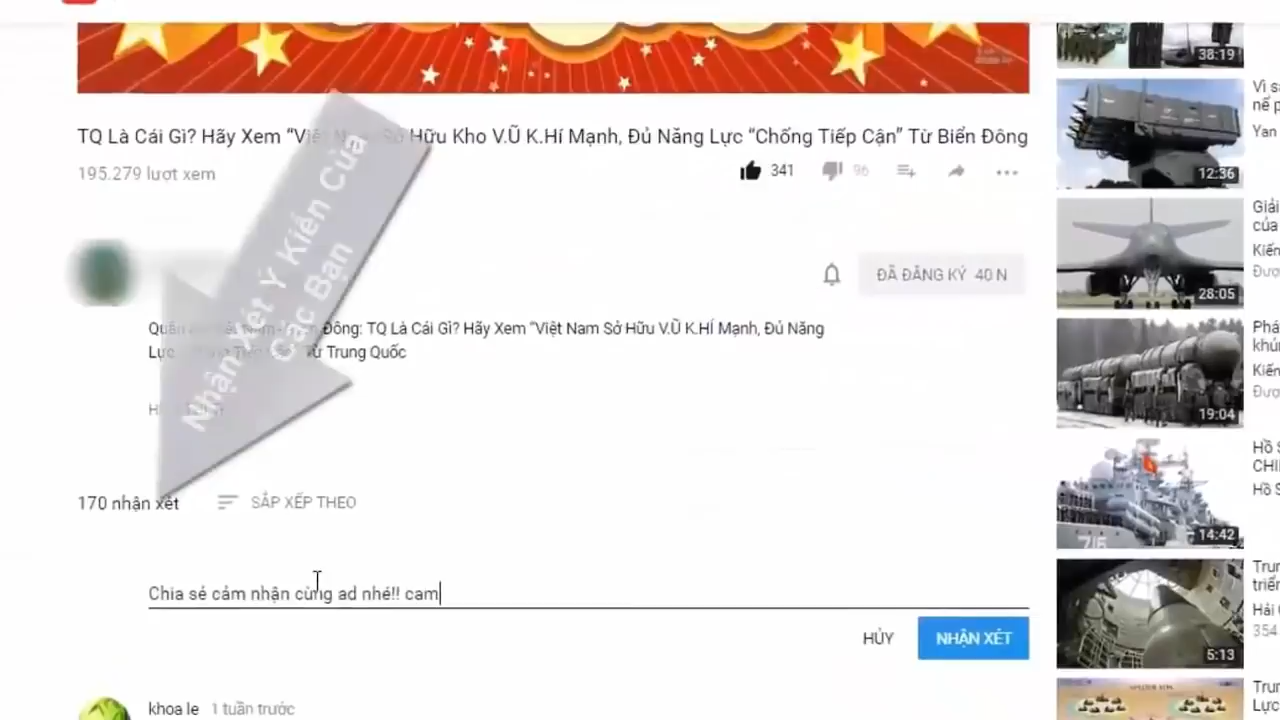 TQ Là Cái Gì? Hãy Xem “Việt Nam Sở Hữu Kho V.Ũ K.Hí Mạnh, Đủ Năng Lực “Chống Tiếp Cận” Từ Biển Đông
195.279 lượt xem
341
96
Nhận Xét Ý Kiến Của
Các Bạn
ĐÃ ĐĂNG KÝ 40 N
Đông: TQ Là Cái Gì? Hãy Xem “Việt Nam Sở Hữu V.Ũ K.HÍ Mạnh, Đủ Năng
Lực Từ Trung Quốc
170 nhận xét
SẮP XẾP THEO
Chia sẻ cảm nhận cùng ad nhé!! cam
HỦY
NHẬN XÉT
khoa le 1 tuần trước
38:19
12:36
Yan
28:05
Giải
của
Kiến
Đượ
19:04
Kiến
Đượ
14:42
716
Hồ S
CHI
Hồ S
5:13
Trun
triển
Hải
354
Trun
Lực